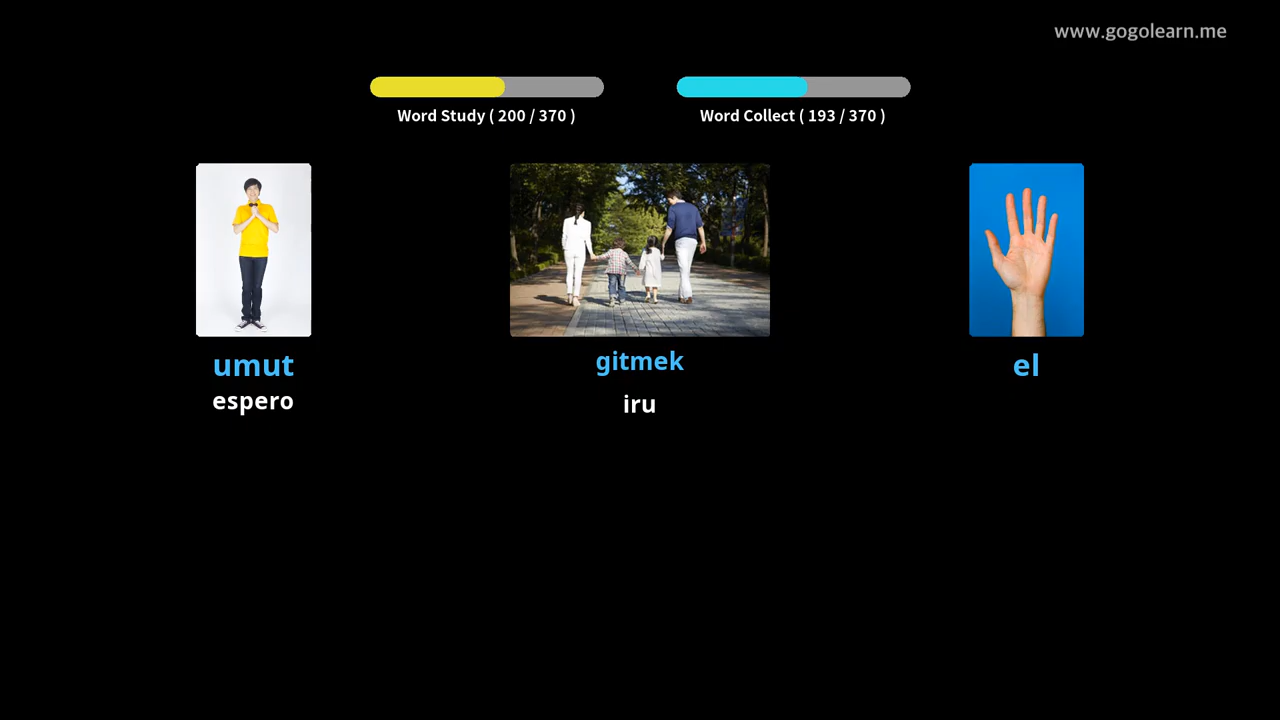 www.gogolearn.me
Word Study ( 200 / 370 )
Word Collect ( 193 / 370 )
umut
espero
gitmek
iru
el